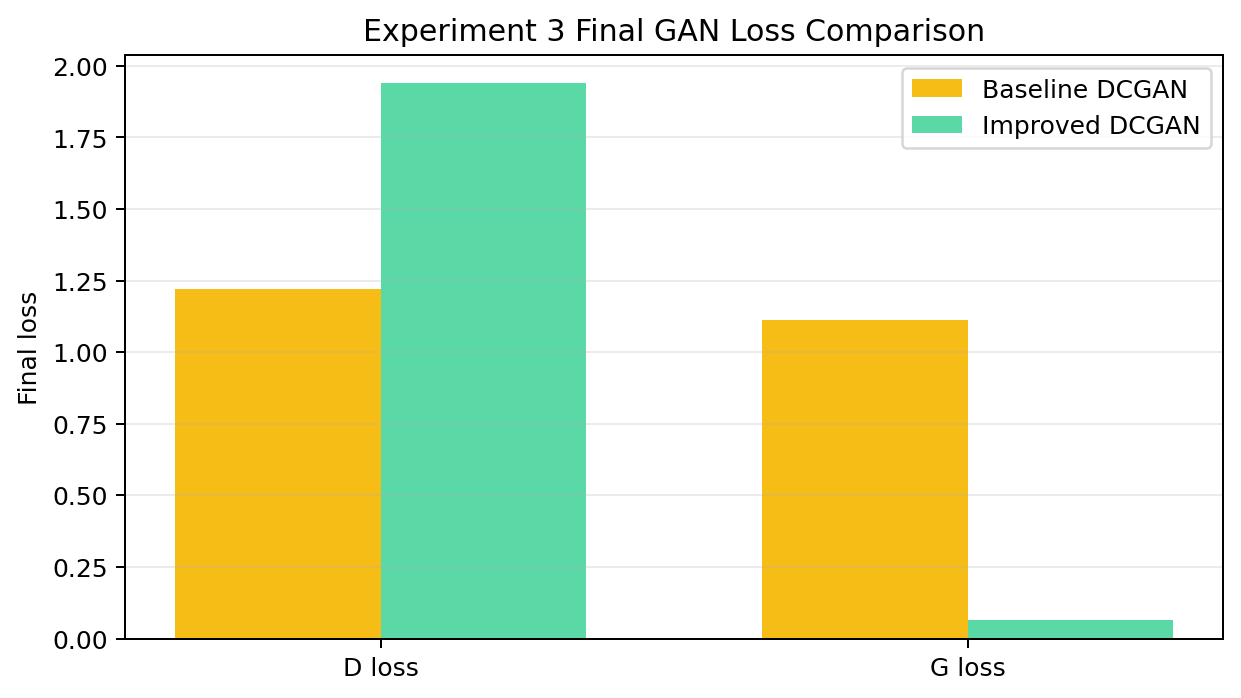 Experiment 3 Final GAN Loss Comparison
Baseline DCGAN
Improved DCGAN
Final loss
2.00
1.75
1.50
1.25
1.00
0.75
0.50
0.25
0.00
D loss
G loss